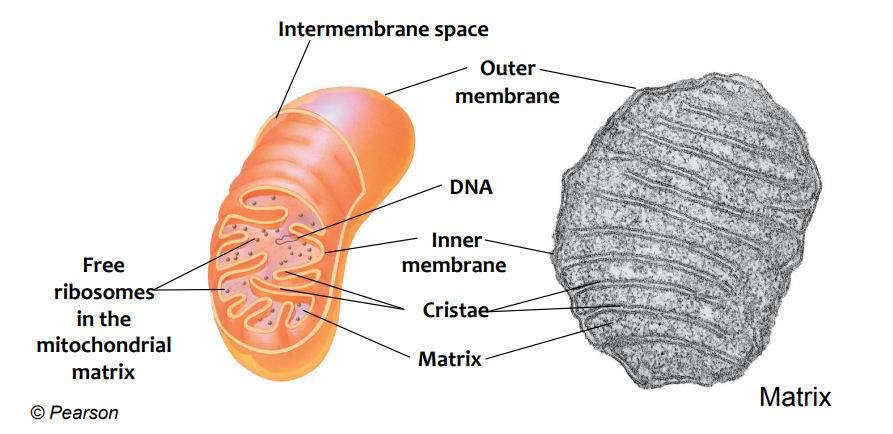 Intermembrane space
Outer
membrane
DNA
Inner
membrane
Free
ribosomes
in the
mitochondrial
matrix
Cristae
Matrix
Matrix
© Pearson